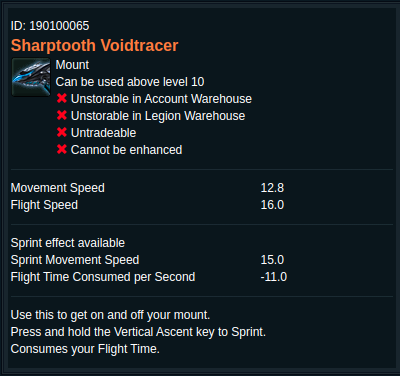 ID: 190100065
Sharptooth Voidtracer
Mount
Can be used above level 10
Unstorable in Account Warehouse
Unstorable in Legion Warehouse
Untradeable
Cannot be enhanced
Movement Speed 12.8
Flight Speed 16.0
Sprint effect available
Sprint Movement Speed 15.0
Flight Time Consumed per Second -11.0
Use this to get on and off your mount.
Press and hold the Vertical Ascent key to Sprint.
Consumes your Flight Time.